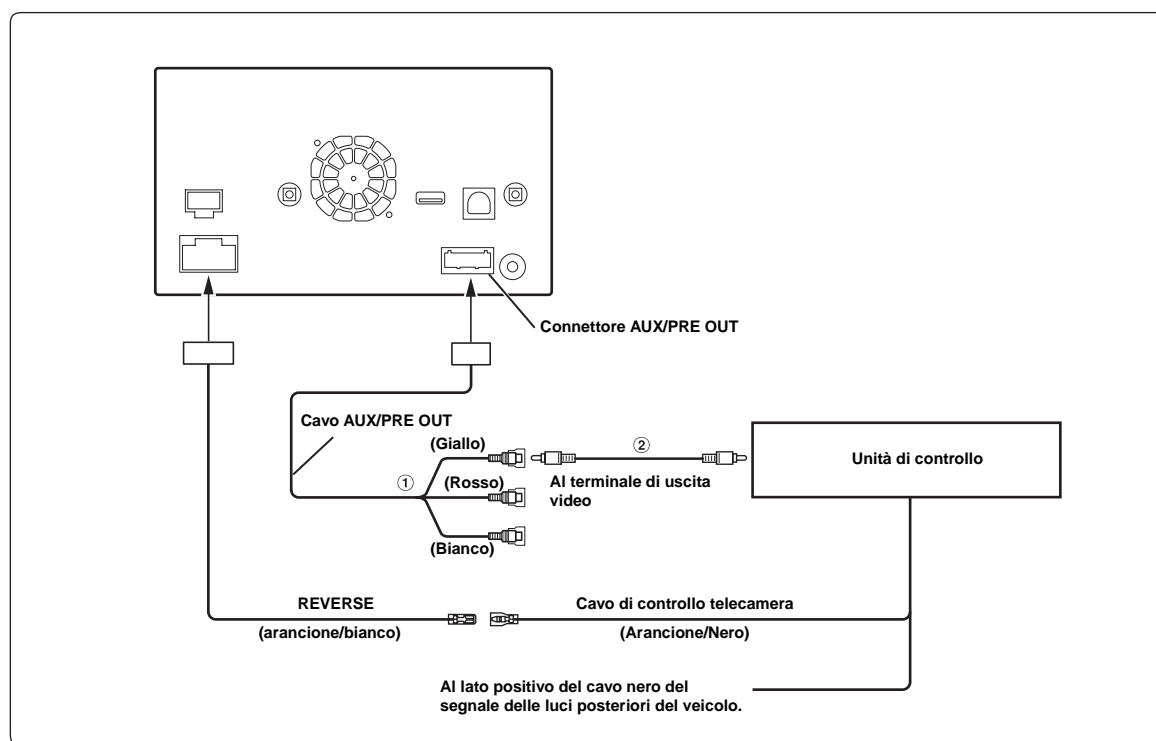 Connettore AUX/PRE OUT
Cavo AUX/PRE OUT
(Giallo)
②
Unità di controllo
①
(Rosso)
Al terminale di uscita
video
(Bianco)
REVERSE
Cavo di controllo telecamera
(arancione/bianco)
(Arancione/Nero)
Al lato positivo del cavo nero del
segnale delle luci posteriori del veicolo.